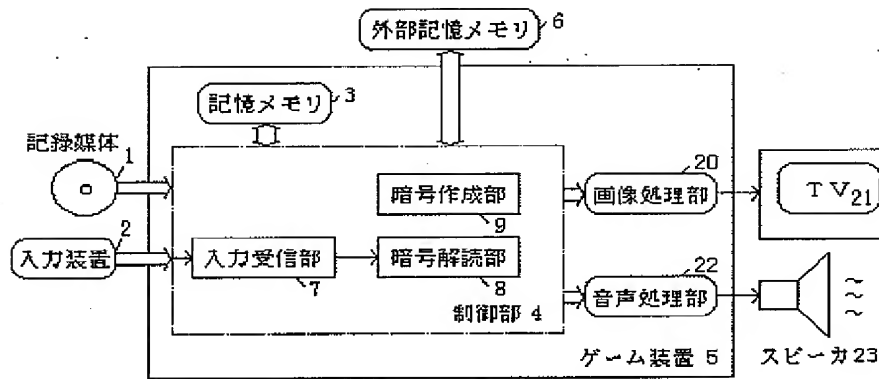 外部記憶メモリ 6
記憶メモリ 3
記録媒体
1
暗号作成部
9
20
画像処理部
TV 21
2
入力装置
入力受信部
7
暗号解読部
8
22
音声処理部
制御部 4
ゲーム装置 5
スピーカ 23